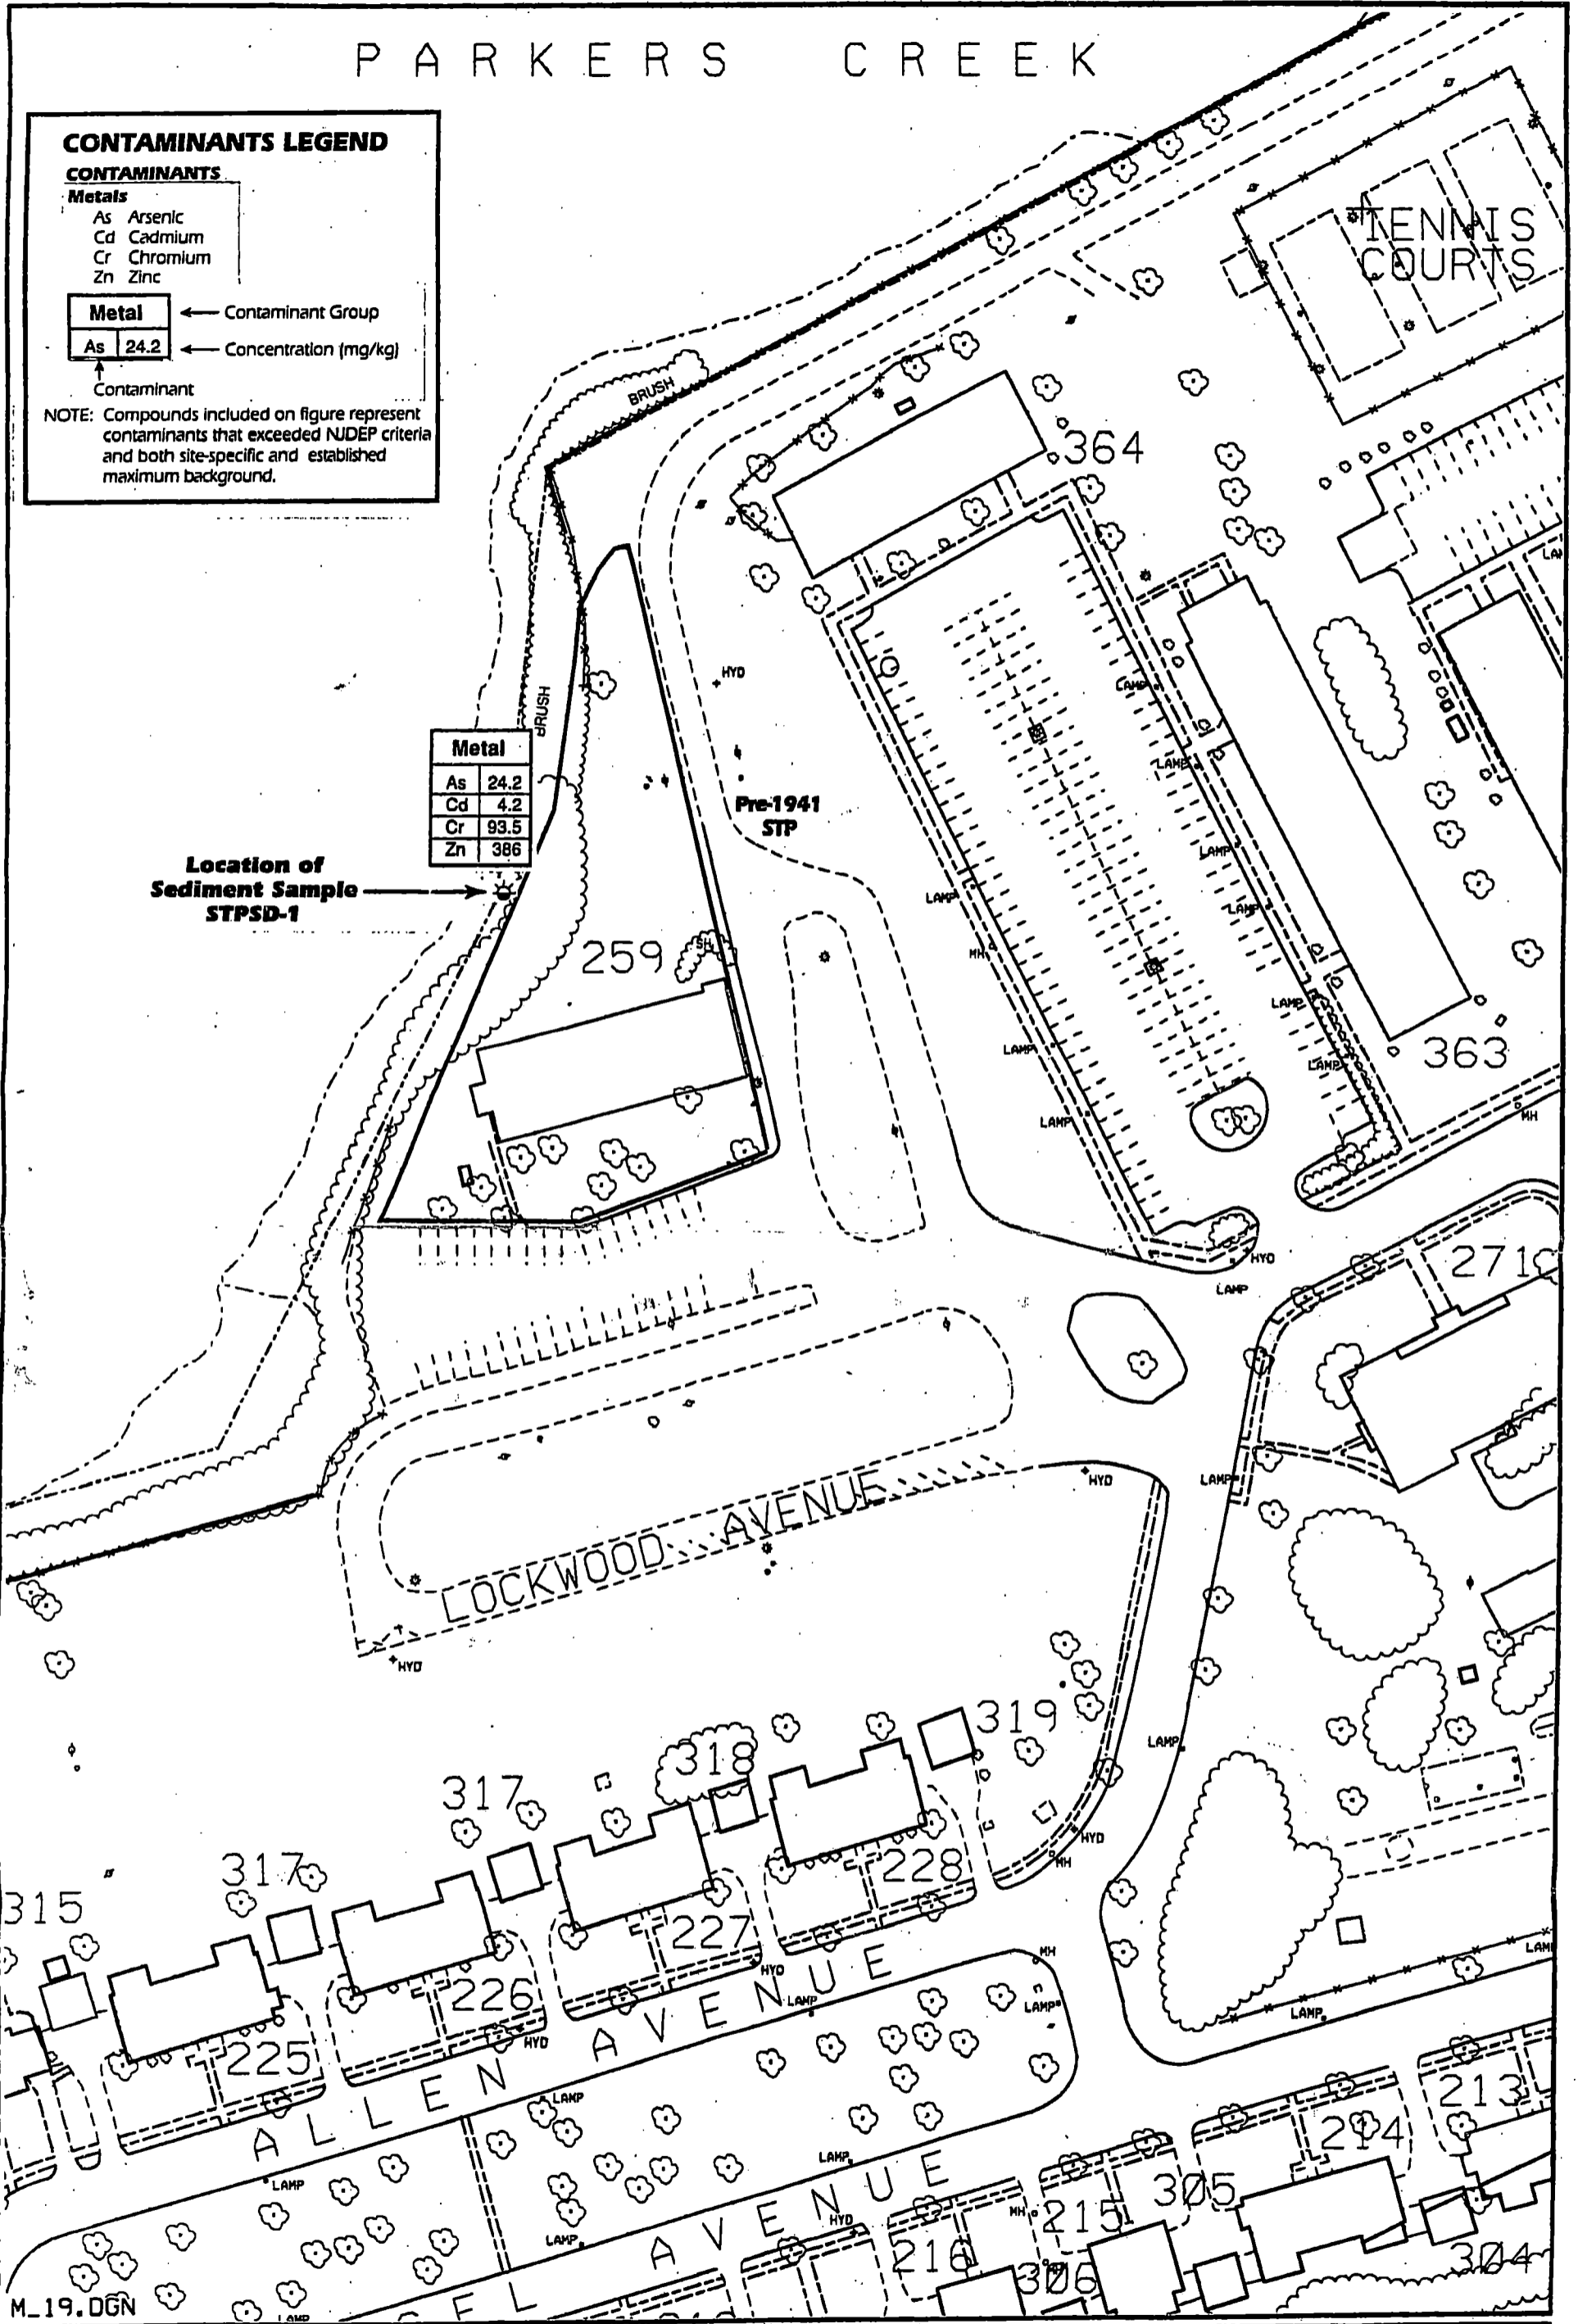 PARKERS CREEK
CONTAMINANTS LEGEND
CONTAMINANTS
Metals
As Arsenic
Cd Cadmium
Cr Chromium
Zn Zinc
Metal ← Contaminant Group
As 24.2 ← Concentration (mg/kg)
Contaminant
NOTE: Compounds included on figure represent
contaminants that exceeded NJDEP criteria
and both site-specific and established
maximum background.
TENNIS
COURTS
BRUSH
364
LAMP
HYD
BRUSH
LAMP
Metal
As 24.2
Cd 4.2
Cr 93.5
Zn 386
LAMP
Pre-1941
STP
LAMP
Location of
Sediment Sample
STPSD-1
LAMP
LAMP
259
SH
MH
LAMP
LAMP
363
LAMP
LAMP
MH
HYD
271
LAMP
LAMP
HYD
LOCKWOOD AVENUE
HYD
319
LAMP
318
317
HYD
MH
317
228
315
227
MH
HYD
LAMP
LAMP
LAMP
LAMP
226
HYD
225
ALLEN AVENUE
LAMP
213
214
LAMP
LAMP
305
215
MH
HYD
AVENUE
LAMP
216
306
304
M_19.DGN
LAMP
EL